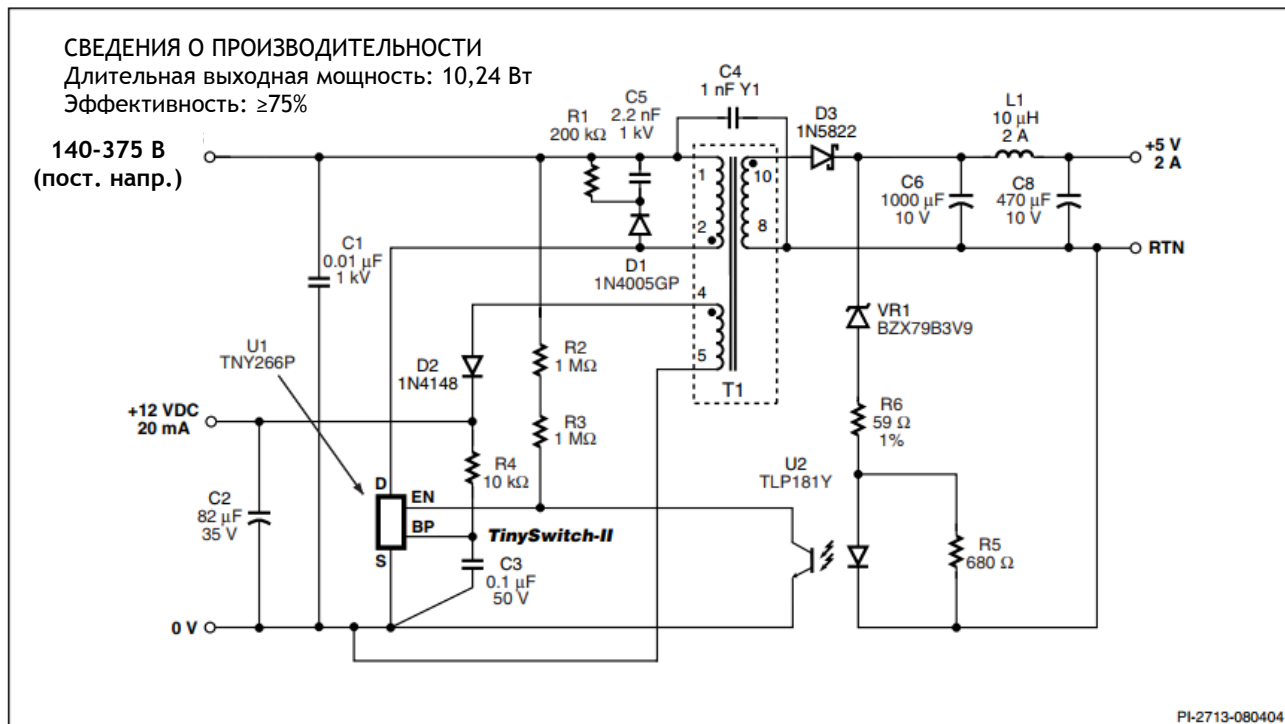 СВЕДЕНИЯ О ПРОИЗВОДИТЕЛЬНОСТИ
Длительная выходная мощность: 10,24 Вт
Эффективность: ≥75%
140-375 В
(пост. напр.)
R1
200 kΩ
C5
2.2 nF
1 kV
C4
1 nF Y1
D3
1N5822
L1
10 μH
2 A
+5 V
2 A
1
10
2
8
C6
1000 μF
10 V
C8
470 μF
10 V
RTN
C1
0.01 μF
1 kV
D1
1N4005GP
4
5
T1
VR1
BZX79B3V9
U1
TNY266P
D2
1N4148
R2
1 MΩ
+12 VDC
20 mA
R3
1 MΩ
R6
59 Ω
1%
R4
10 kΩ
U2
TLP181Y
D
EN
BP
S
TinySwitch-II
C2
82 μF
35 V
C3
0.1 μF
50 V
R5
680 Ω
0 V
PI-2713-080404